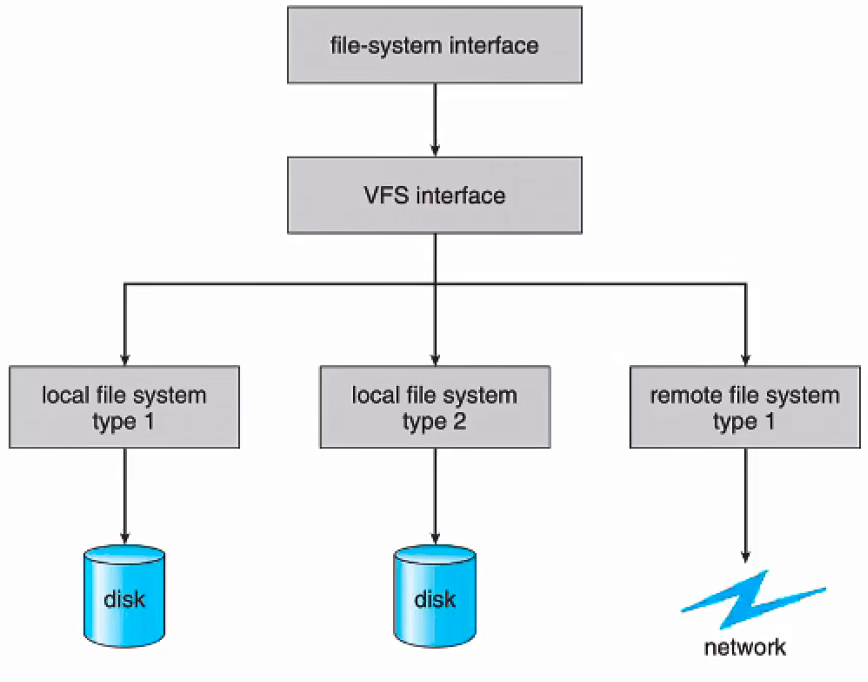 file-system interface
VFS interface
local file system
type 1
local file system
type 2
remote file system
type 1
disk
disk
network